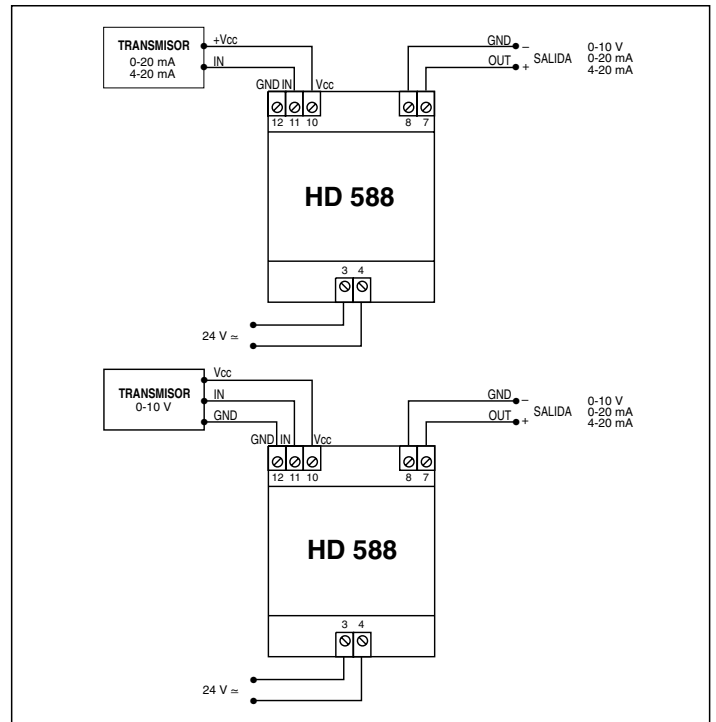 TRANSMISOR
0-20 mA
4-20 mA
+Vcc
IN
GND IN Vcc
12 11 10
GND –
OUT +
SALIDA
0-10 V
0-20 mA
4-20 mA
8 7
HD 588
3 4
24 V ≃
TRANSMISOR
0-10 V
Vcc
IN
GND
GND IN Vcc
12 11 10
GND –
OUT +
SALIDA
0-10 V
0-20 mA
4-20 mA
8 7
HD 588
3 4
24 V ≃